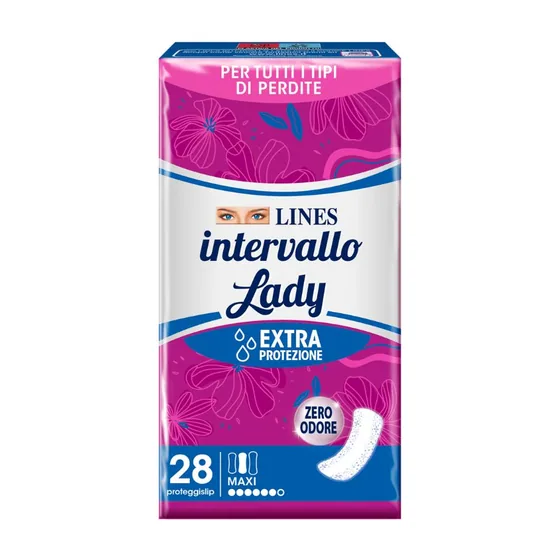 PER TUTTI I TIPI
DI PERDITE
LINES
intervallo
Lady
EXTRA
PROTEZIONE
ZERO
ODORE
28
proteggislip
MAXI